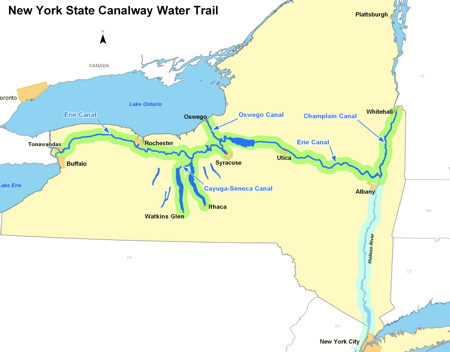 New York State Canalway Water Trail
Plattsburgh
N
CANADA
Toronto
Lake Ontario
Oswego
Oswego Canal
Champlain Canal
Whitehall
Erie Canal
Tonawandas
Rochester
Erie Canal
Buffalo
Syracuse
Utica
Lake Erie
Cayuga-Seneca Canal
Albany
Ithaca
Watkins Glen
Hudson River
New York City